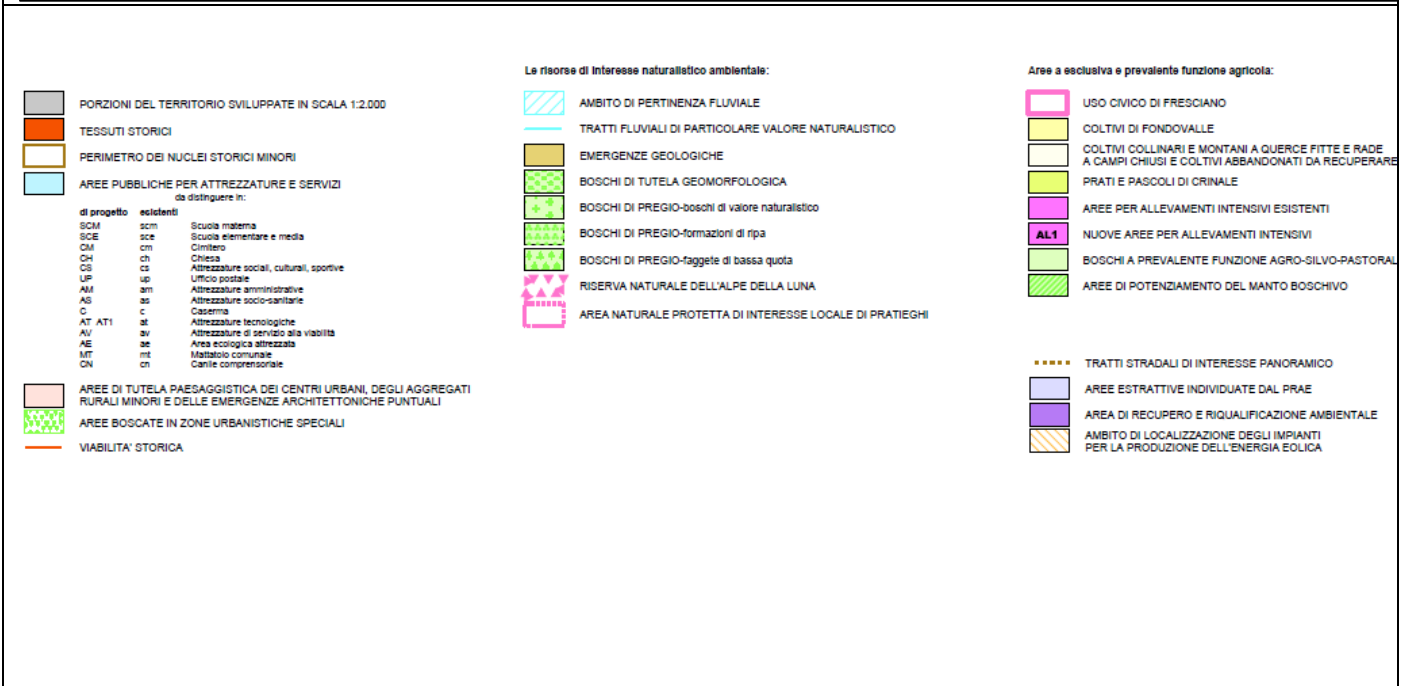 PORZIONI DEL TERRITORIO SVILUPPATE IN SCALA 1:2.000
TESSUTI STORICI
PERIMETRO DEI NUCLEI STORICI MINORI
AREE PUBBLICHE PER ATTREZZATURE E SERVIZI
da distinguere in:
di progetto esistenti
SCM scm Scuola materna
SCE sce Scuola elementare e media
CM cm Cimitero
CH ch Chiesa
CS cs Attrezzature sociali, culturali, sportive
UP up Ufficio postale
AM am Attrezzature amministrative
AS as Attrezzature socio-sanitarie
C c Caserma
AT AT1 at Attrezzature tecnologiche
AV av Attrezzature di servizio alla viabilità
AE ae Area ecologica attrezzata
MT mt Mattatoio comunale
CN cn Canile comprensoriale
AREE DI TUTELA PAESAGGISTICA DEI CENTRI URBANI, DEGLI AGGREGATI
RURALI MINORI E DELLE EMERGENZE ARCHITETTONICHE PUNTUALI
AREE BOSCATE IN ZONE URBANISTICHE SPECIALI
VIABILITA' STORICA
Le risorse di interesse naturalistico ambientale:
AMBITO DI PERTINENZA FLUVIALE
TRATTI FLUVIALI DI PARTICOLARE VALORE NATURALISTICO
EMERGENZE GEOLOGICHE
BOSCHI DI TUTELA GEOMORFOLOGICA
BOSCHI DI PREGIO-boschi di valore naturalistico
BOSCHI DI PREGIO-formazioni di ripa
BOSCHI DI PREGIO-faggete di bassa quota
RISERVA NATURALE DELL'ALPE DELLA LUNA
AREA NATURALE PROTETTA DI INTERESSE LOCALE DI PRATIEGHI
Aree a esclusiva e prevalente funzione agricola:
USO CIVICO DI FRESCIANO
COLTIVI DI FONDOVALLE
COLTIVI COLLINARI E MONTANI A QUERCE FITTE E RADE
A CAMPI CHIUSI E COLTIVI ABBANDONATI DA RECUPERARE
PRATI E PASCOLI DI CRINALE
AREE PER ALLEVAMENTI INTENSIVI ESISTENTI
AL1 NUOVE AREE PER ALLEVAMENTI INTENSIVI
BOSCHI A PREVALENTE FUNZIONE AGRO-SILVO-PASTORAL
AREE DI POTENZIAMENTO DEL MANTO BOSCHIVO
TRATTI STRADALI DI INTERESSE PANORAMICO
AREE ESTRATTIVE INDIVIDUATE DAL PRAE
AREA DI RECUPERO E RIQUALIFICAZIONE AMBIENTALE
AMBITO DI LOCALIZZAZIONE DEGLI IMPIANTI
PER LA PRODUZIONE DELL'ENERGIA EOLICA